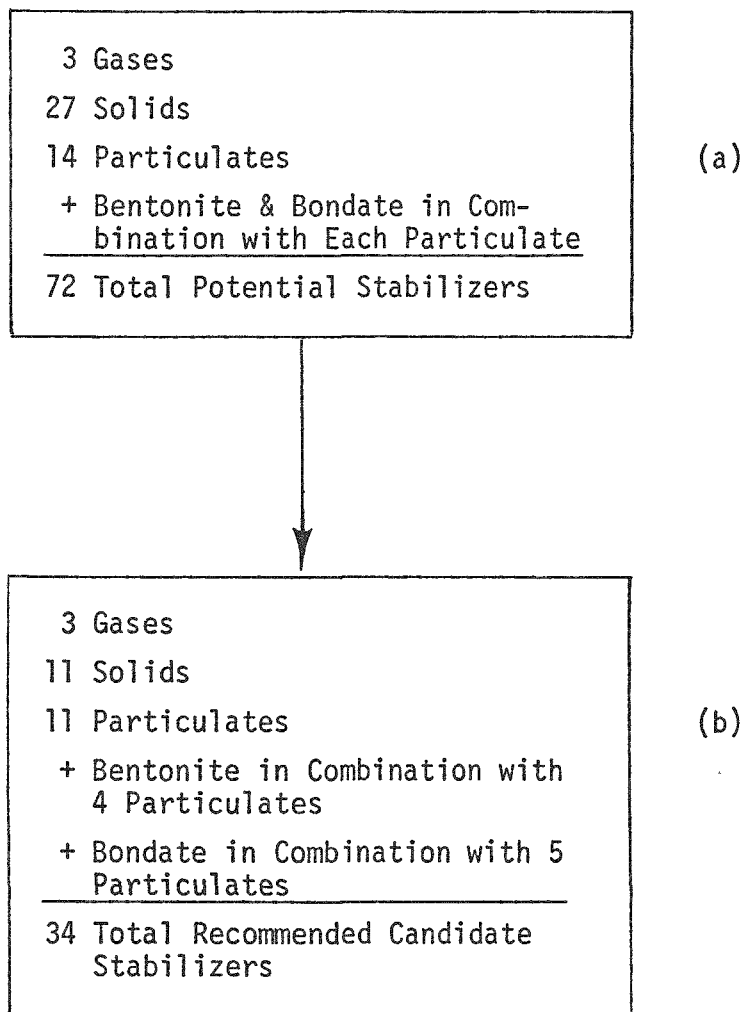 3 Gases
27 Solids
14 Particulates
+ Bentonite & Bondate in Com-
bination with Each Particulate
72 Total Potential Stabilizers
(a)
3 Gases
11 Solids
11 Particulates
+ Bentonite in Combination with
4 Particulates
+ Bondate in Combination with 5
Particulates
34 Total Recommended Candidate
Stabilizers
(b)